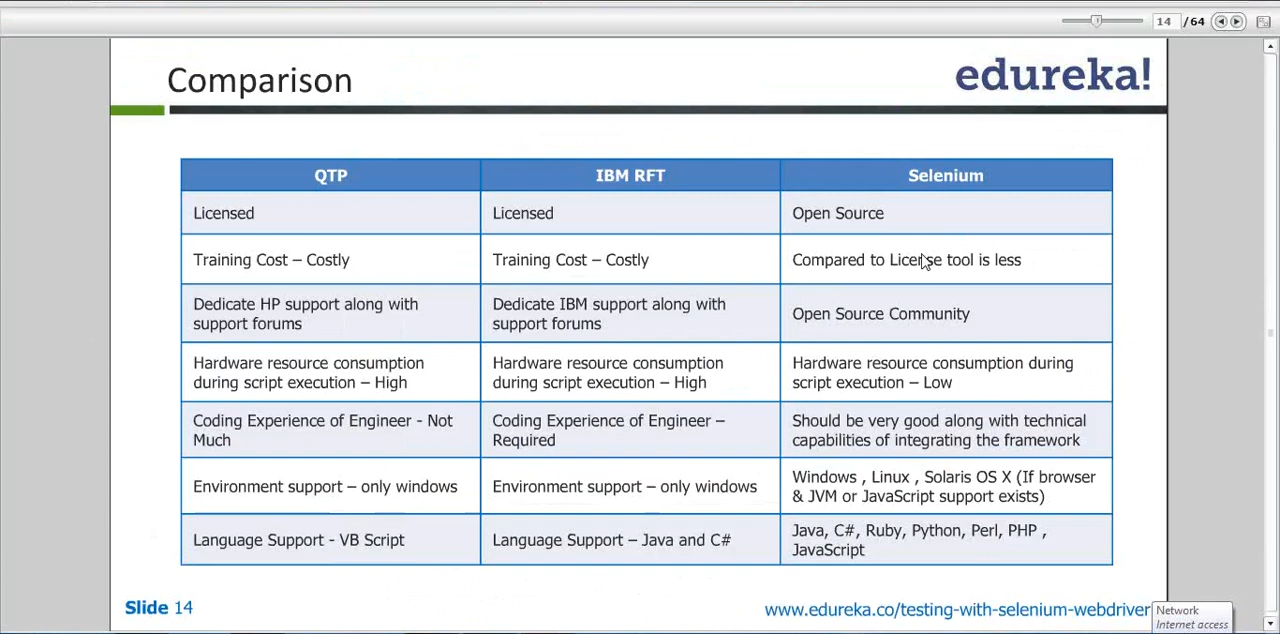 14 /64
Comparison
edureka!
QTP
IBM RFT
Selenium
Licensed
Licensed
Open Source
Training Cost – Costly
Training Cost – Costly
Compared to License tool is less
Dedicate HP support along with
support forums
Dedicate IBM support along with
support forums
Open Source Community
Hardware resource consumption
during script execution – High
Hardware resource consumption
during script execution – High
Hardware resource consumption during
script execution – Low
Coding Experience of Engineer - Not
Much
Coding Experience of Engineer –
Required
Should be very good along with technical
capabilities of integrating the framework
Environment support – only windows
Environment support – only windows
Windows , Linux , Solaris OS X (If browser
& JVM or JavaScript support exists)
Language Support - VB Script
Language Support – Java and C#
Java, C#, Ruby, Python, Perl, PHP ,
JavaScript
Slide 14
www.edureka.co/testing-with-selenium-webdriver
Network
Internet access